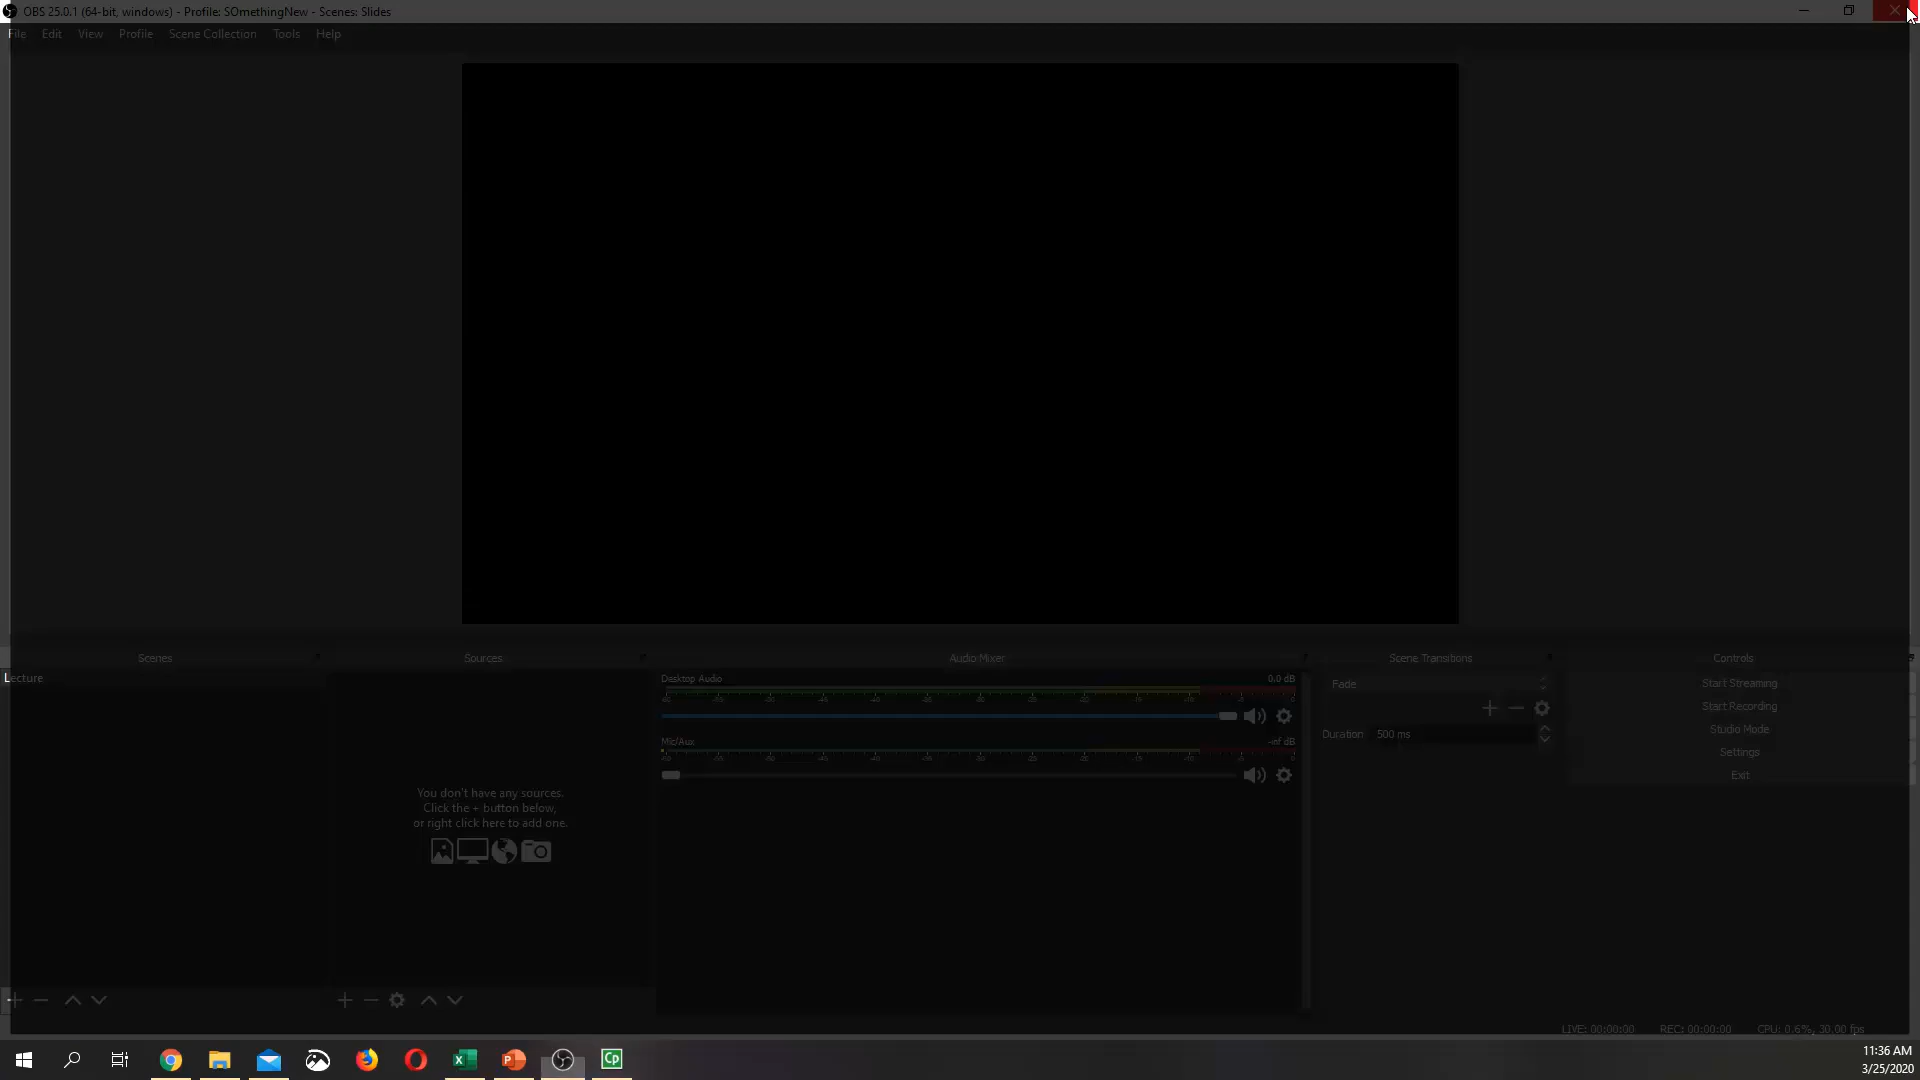 OBS 25.0.1 (64-bit, windows) - Profile: SOmethingNew - Scenes: Slides
File Edit View Profile Scene Collection Tools Help
Scenes Sources Audio Mixer Scene Transitions Controls
Lecture
Desktop Audio 0.0 dB
Mic/Aux -inf dB
You don't have any sources.
Click the + button below,
or right click here to add one.
Fade
Duration 500 ms
Start Streaming
Start Recording
Studio Mode
Settings
Exit
LIVE: 00:00:00 REC: 00:00:00 CPU: 0.6%, 30.00 fps
Cp
11:36 AM
3/25/2020